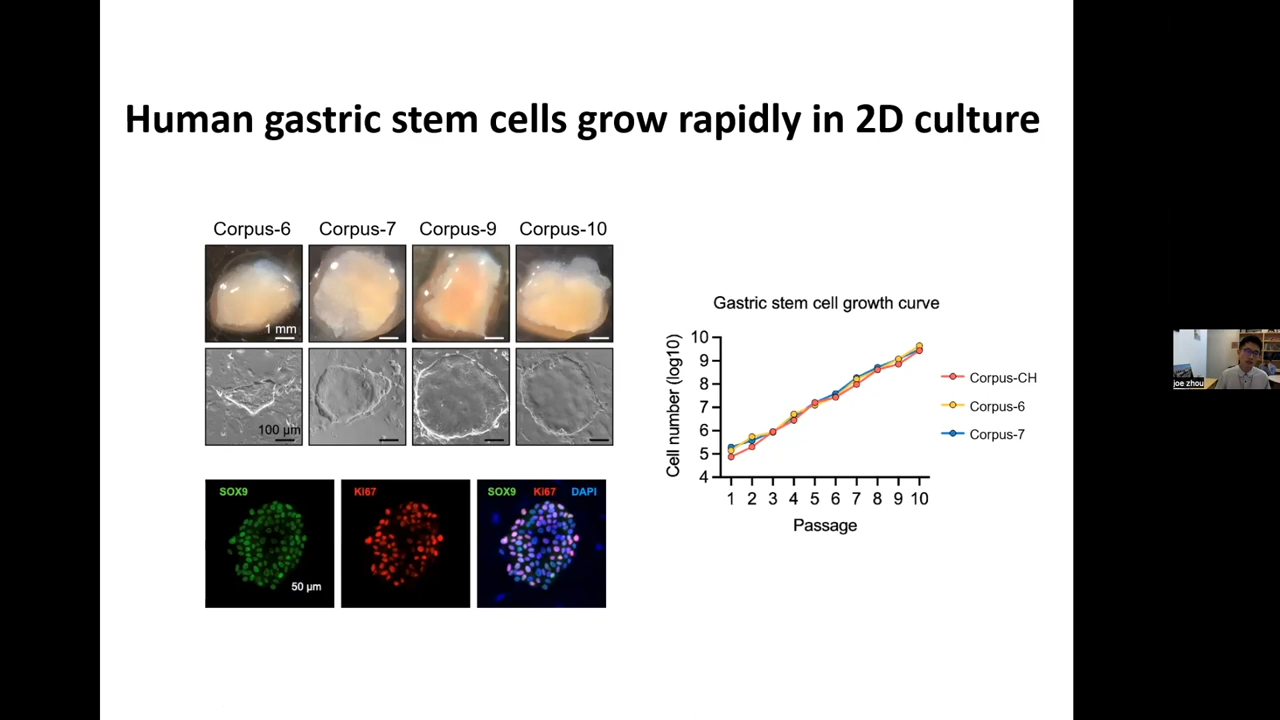 Human gastric stem cells grow rapidly in 2D culture
Corpus-6 Corpus-7 Corpus-9 Corpus-10
1 mm
100 µm
SOX9
50 µm
Ki67
SOX9 Ki67 DAPI
Gastric stem cell growth curve
Cell number (log10)
10
9
8
7
6
5
4
1 2 3 4 5 6 7 8 9 10
Passage
Corpus-CH
Corpus-6
Corpus-7
joe zhou